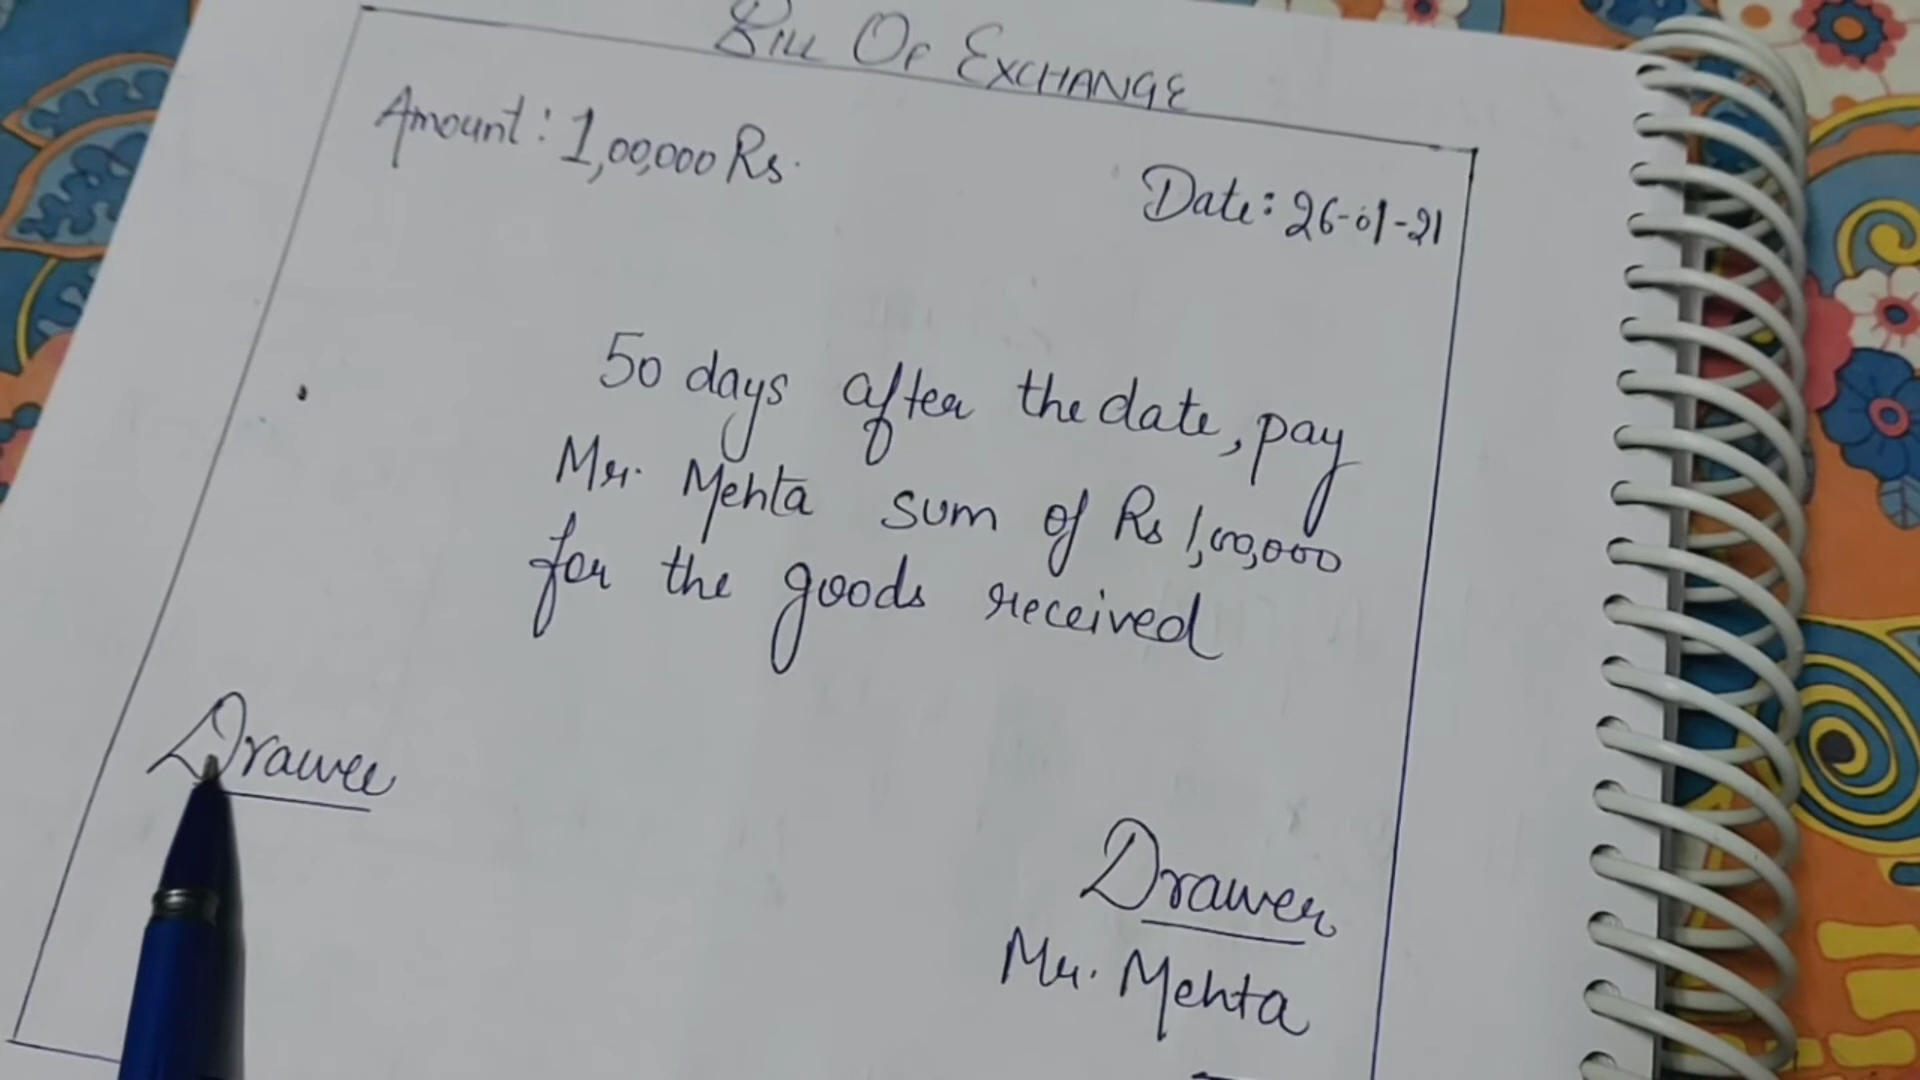 Bill Of Exchange
Amount: 1,00,000 Rs.
Date: 26-01-21
50 days after the date, pay
Mr. Mehta sum of Rs 1,00,000
for the goods received
Drawee
Drawer
Mr. Mehta